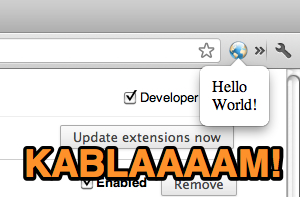 Hello
World!
Developer
Update extensions now
KABLAAAAM!
Enabled
Remove